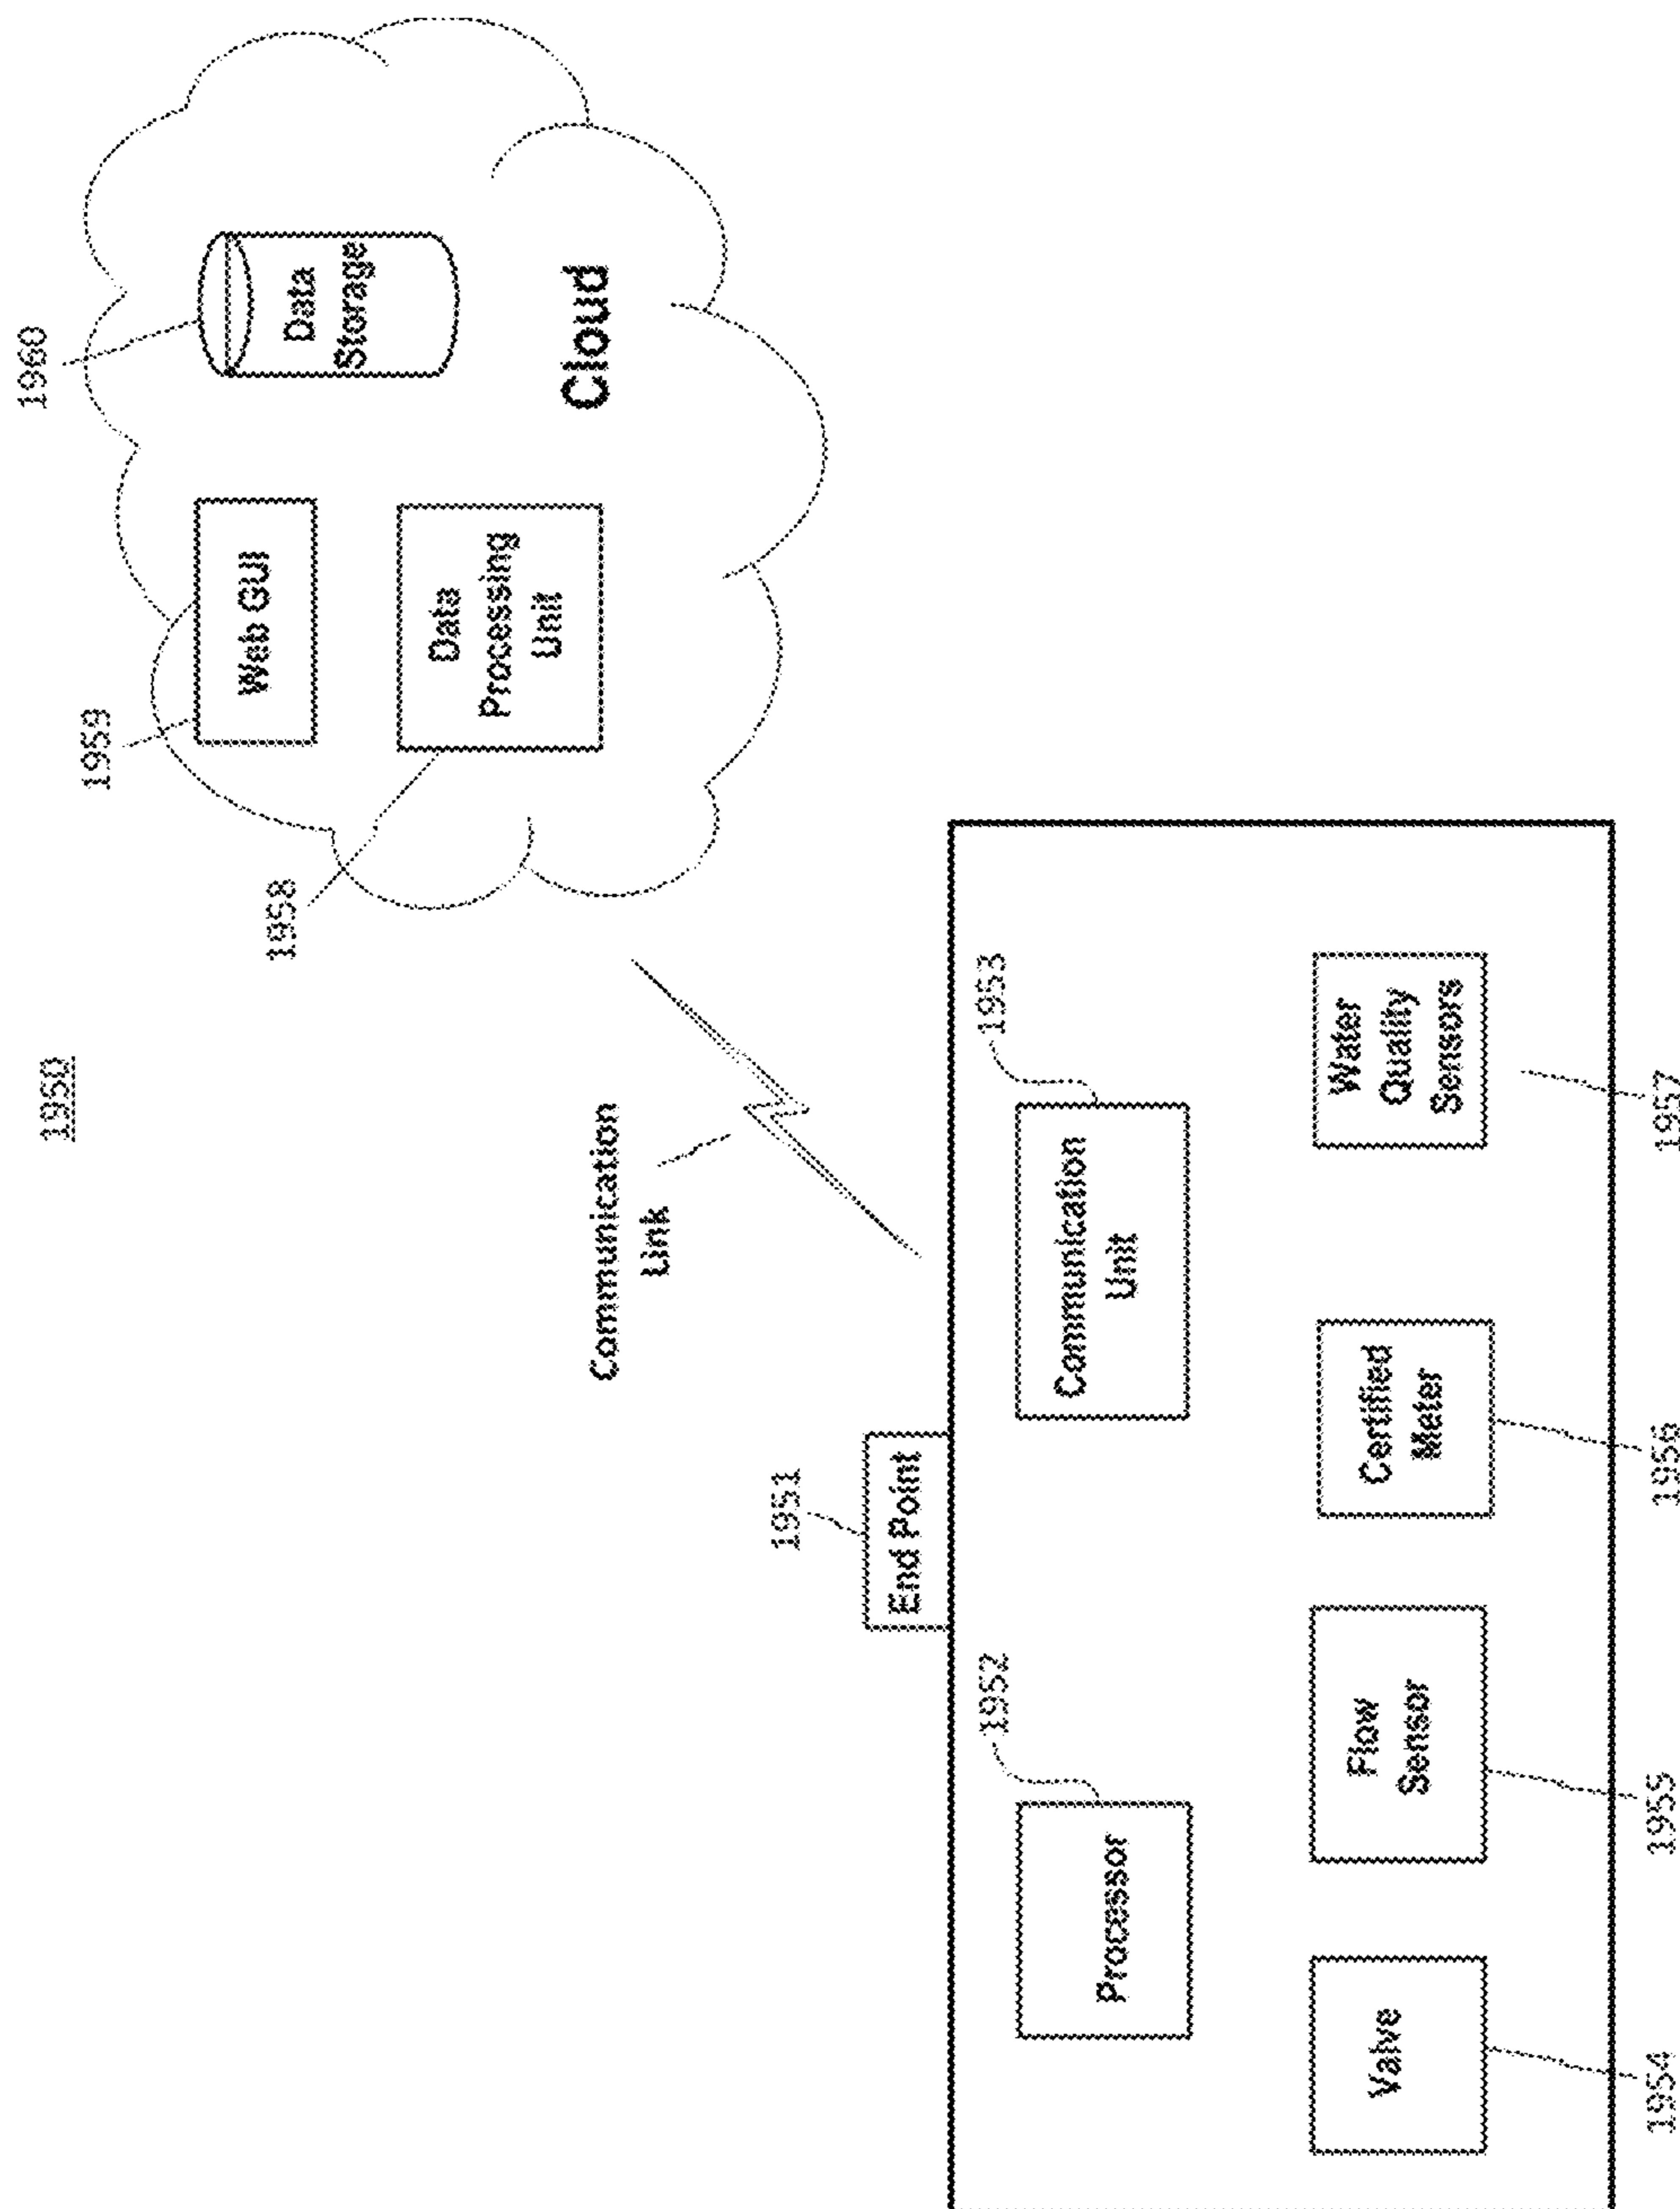 1950
1960
1959
Web GUI
Data
Storage
1958
Data
Processing
Unit
Cloud
Communication
Link
1951
End Point
1952
1953
Processor
Communication
Unit
Valve
Flow
Sensor
Certified
Meter
Water
Quality
Sensors
1954
1955
1956
1957